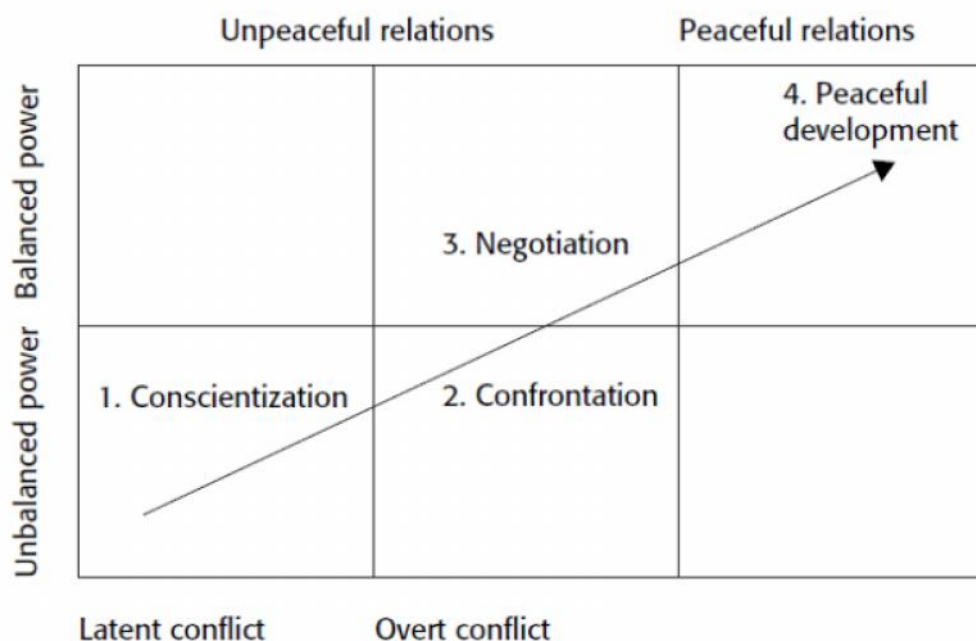 Unpeaceful relations
Peaceful relations
Balanced power
4. Peaceful
development
3. Negotiation
Unbalanced power
1. Conscientization
2. Confrontation
Latent conflict
Overt conflict